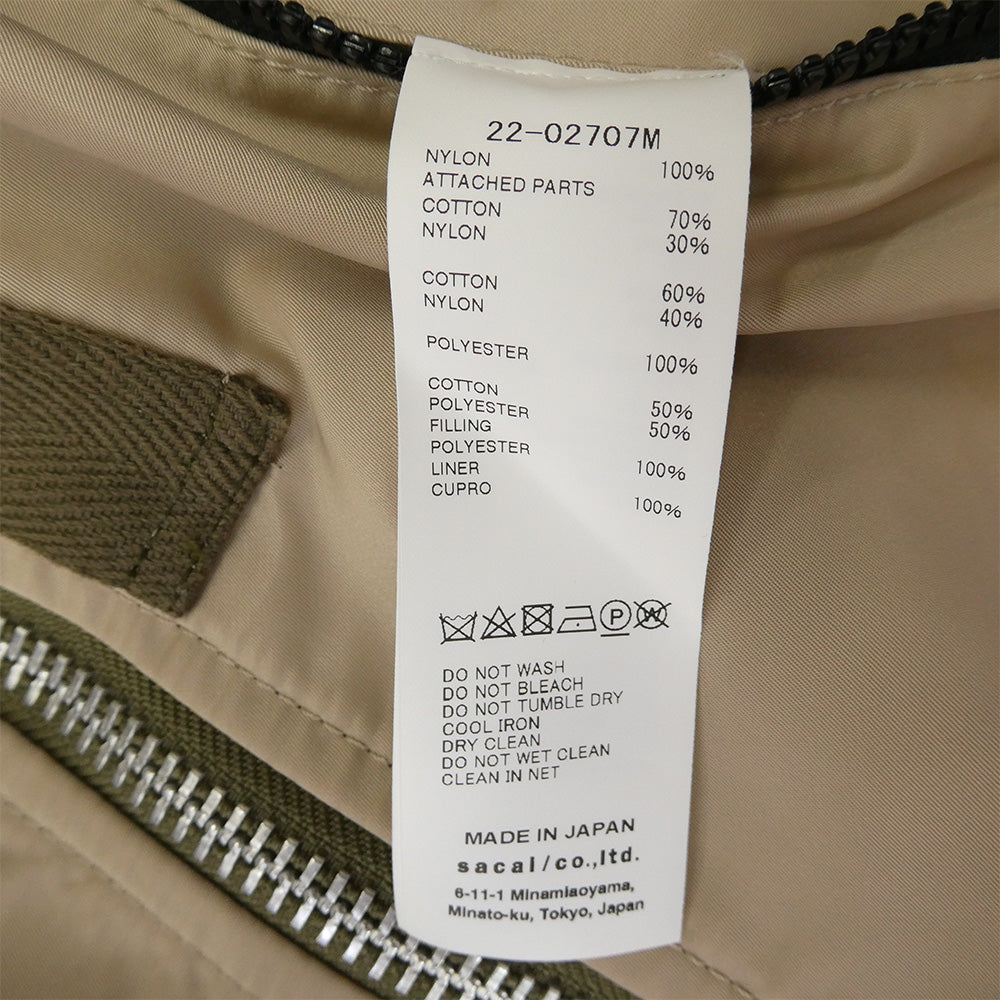 22-02707M
NYLON 100%
ATTACHED PARTS
COTTON 70%
NYLON 30%
COTTON 60%
NYLON 40%
POLYESTER 100%
COTTON 50%
POLYESTER 50%
FILLING
POLYESTER 100%
LINER
CUPRO 100%
P W
DO NOT WASH
DO NOT BLEACH
DO NOT TUMBLE DRY
COOL IRON
DRY CLEAN
DO NOT WET CLEAN
CLEAN IN NET
MADE IN JAPAN
sacaI/co.,ltd.
6-11-1 Minamiaoyama,
Minato-ku, Tokyo, Japan